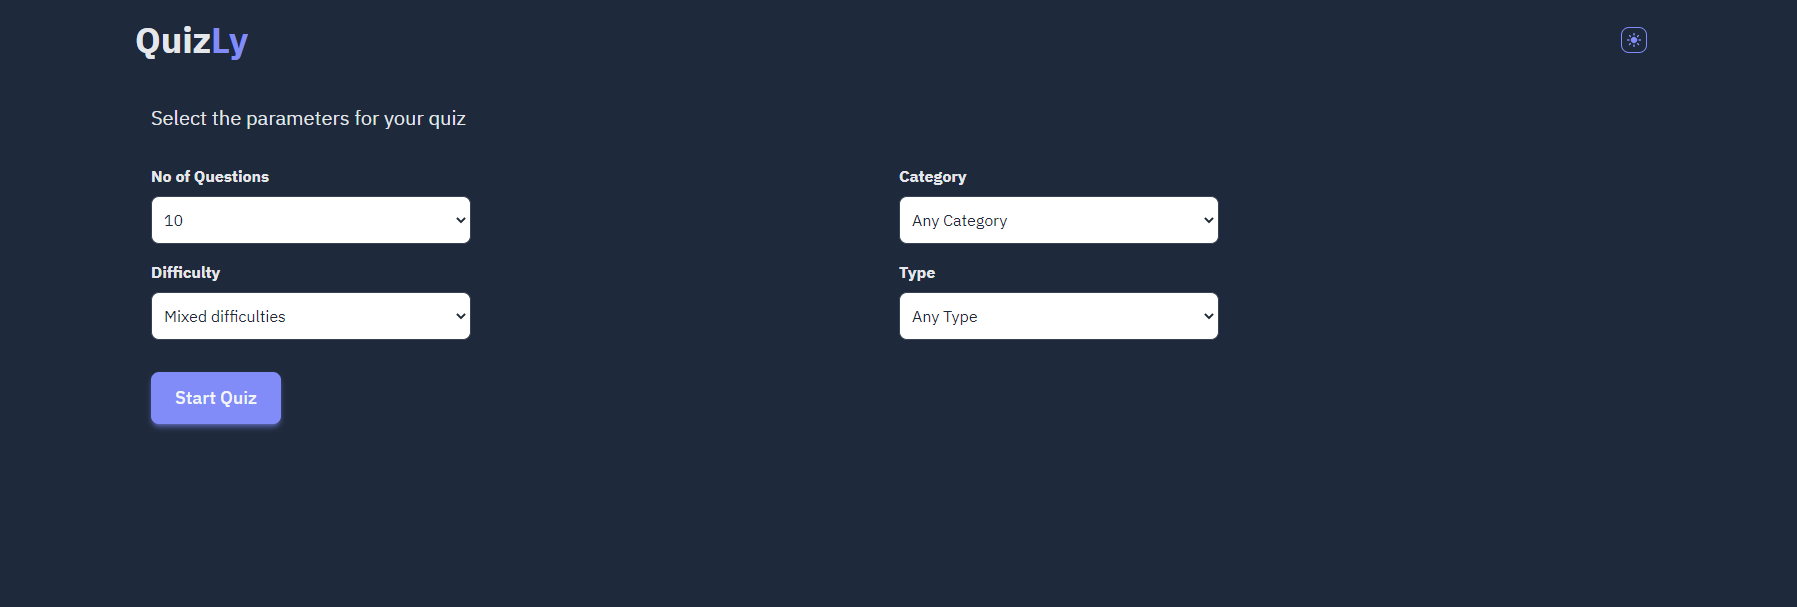 QuizLy
Select the parameters for your quiz
No of Questions
Category
10
Any Category
Difficulty
Type
Mixed difficulties
Any Type
Start Quiz